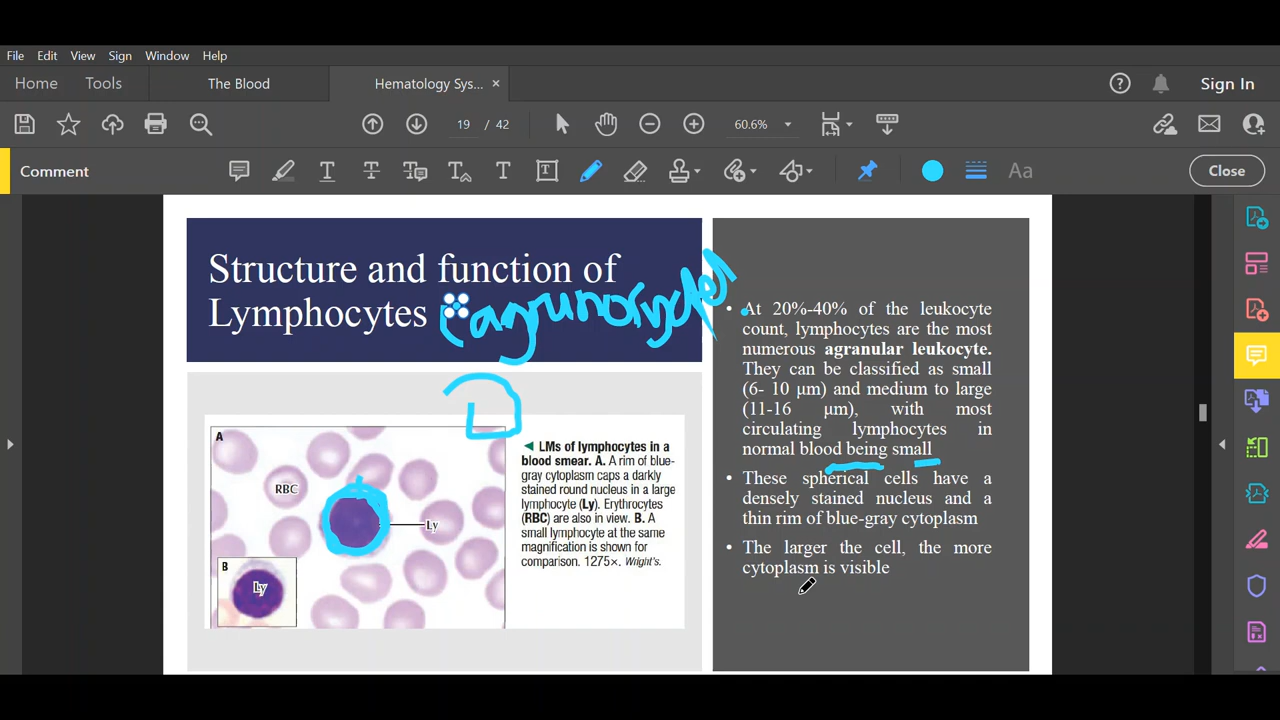 File Edit View Sign Window Help
Home Tools The Blood Hematology Sys... × Sign In
19 / 42 60.6%
Comment Close
Structure and function of
Lymphocytes (agrunocytes)
At 20%-40% of the leukocyte
count, lymphocytes are the most
numerous agranular leukocyte.
They can be classified as small
(6- 10 μm) and medium to large
(11-16 μm), with most
circulating lymphocytes in
normal blood being small
These spherical cells have a
densely stained nucleus and a
thin rim of blue-gray cytoplasm
The larger the cell, the more
cytoplasm is visible
A
RBC
Ly
B
Ly
◄ LMs of lymphocytes in a
blood smear. A. A rim of blue-
gray cytoplasm caps a darkly
stained round nucleus in a large
lymphocyte (Ly). Erythrocytes
(RBC) are also in view. B. A
small lymphocyte at the same
magnification is shown for
comparison. 1275×. Wright's.